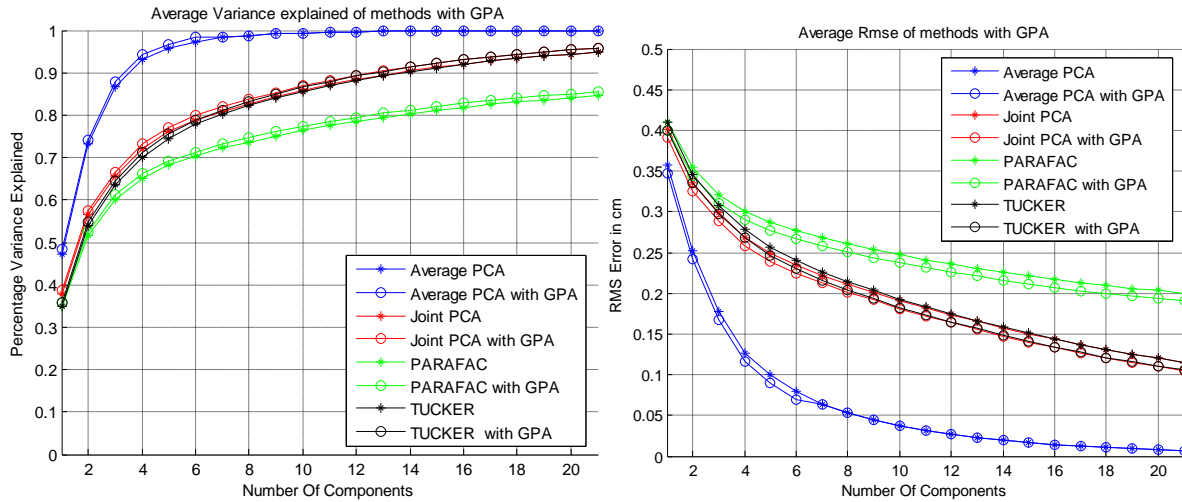 Average Variance explained of methods with GPA
Percentage Variance Explained
1
0.9
0.8
0.7
0.6
0.5
0.4
0.3
0.2
0.1
0
2 4 6 8 10 12 14 16 18 20
Number Of Components
Average PCA
Average PCA with GPA
Joint PCA
Joint PCA with GPA
PARAFAC
PARAFAC with GPA
TUCKER
TUCKER with GPA
Average Rmse of methods with GPA
RMS Error in cm
0.5
0.45
0.4
0.35
0.3
0.25
0.2
0.15
0.1
0.05
0
2 4 6 8 10 12 14 16 18 20
Number Of Components
Average PCA
Average PCA with GPA
Joint PCA
Joint PCA with GPA
PARAFAC
PARAFAC with GPA
TUCKER
TUCKER with GPA